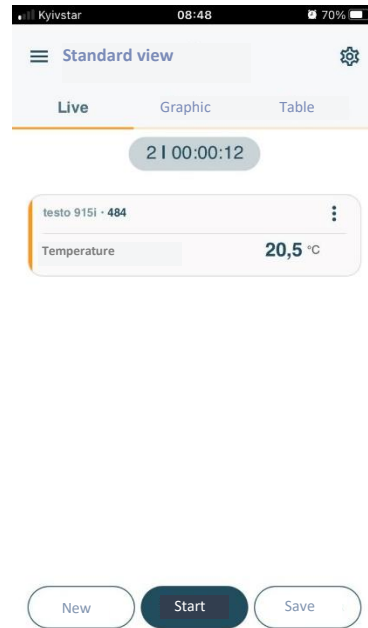 Kyivstar 08:48 70%
Standard view
Live Graphic Table
2 | 00:00:12
testo 915i · 484
Temperature 20,5 °C
New Start Save